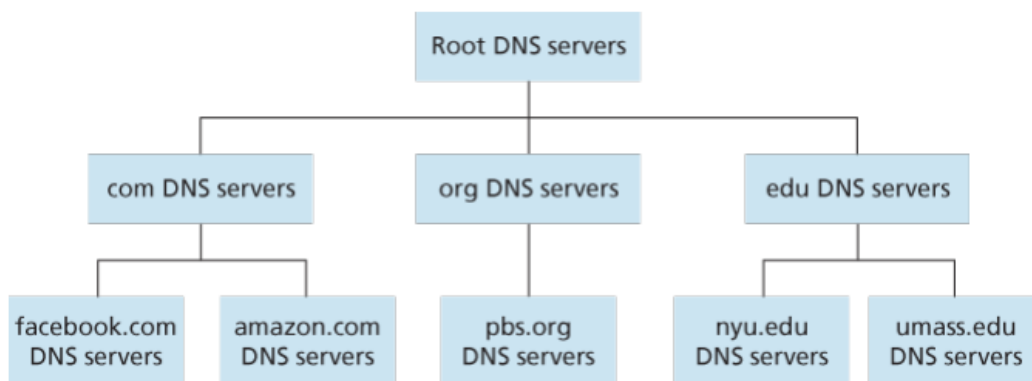 Root DNS servers
com DNS servers
org DNS servers
edu DNS servers
facebook.com
DNS servers
amazon.com
DNS servers
pbs.org
DNS servers
nyu.edu
DNS servers
umass.edu
DNS servers